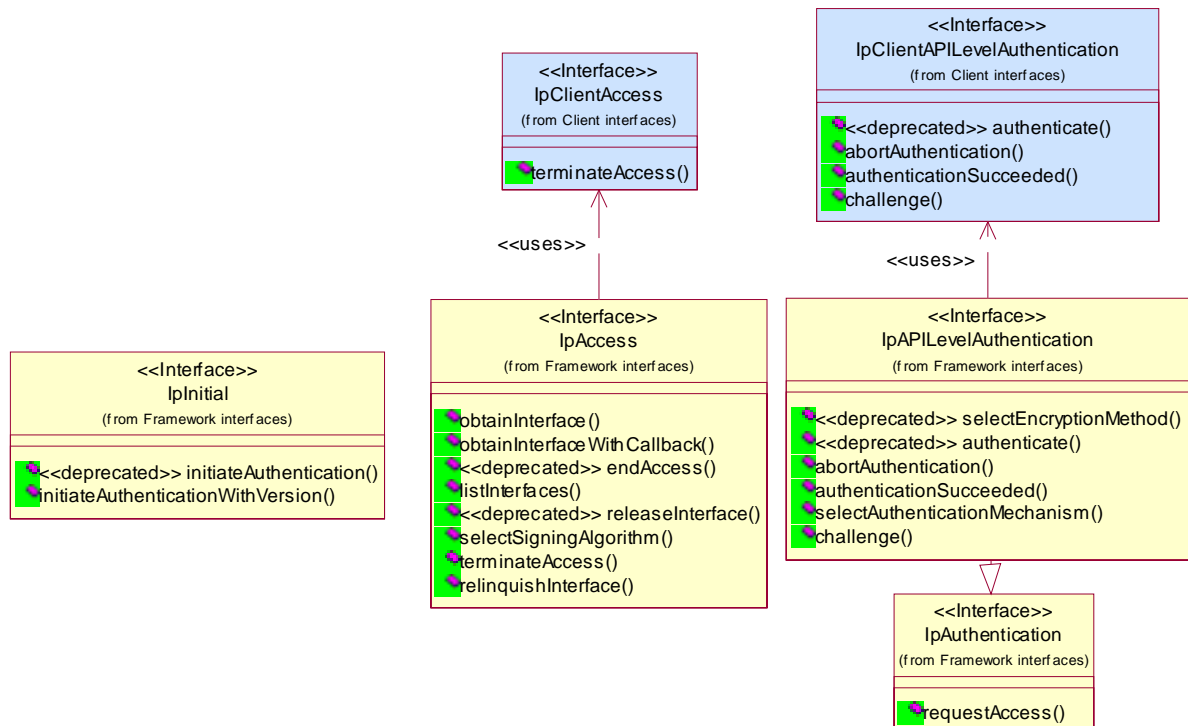 <<Interface>>
IpClientAPILevelAuthentication
(from Client interfaces)
<<deprecated>> authenticate()
abortAuthentication()
authenticationSucceeded()
challenge()
<<Interface>>
IpClientAccess
(from Client interfaces)
terminateAccess()
<<uses>>
<<uses>>
<<Interface>>
IpInitial
(from Framework interfaces)
<<deprecated>> initiateAuthentication()
initiateAuthenticationWithVersion()
<<Interface>>
IpAccess
(from Framework interfaces)
obtainInterface()
obtainInterfaceWithCallback()
<<deprecated>> endAccess()
listInterfaces()
<<deprecated>> releaseInterface()
selectSigningAlgorithm()
terminateAccess()
relinquishInterface()
<<Interface>>
IpAPILevelAuthentication
(from Framework interfaces)
<<deprecated>> selectEncryptionMethod()
<<deprecated>> authenticate()
abortAuthentication()
authenticationSucceeded()
selectAuthenticationMechanism()
challenge()
<<Interface>>
IpAuthentication
(from Framework interfaces)
requestAccess()